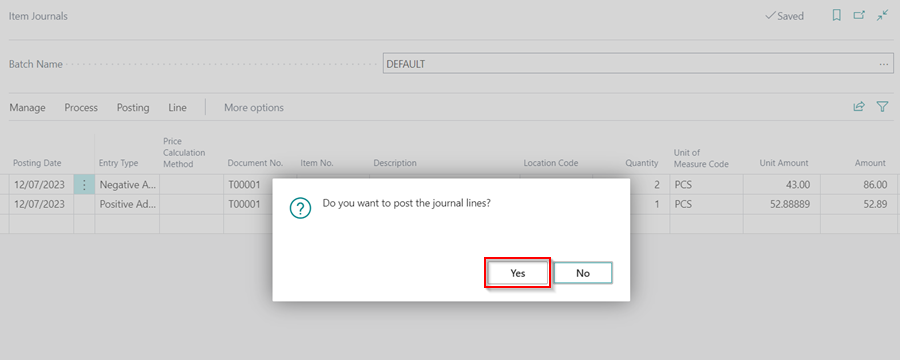 Item Journals
Saved
Batch Name
DEFAULT
Manage Process Posting Line More options
Posting Date Entry Type Price Calculation Method Document No. Item No. Description Location Code Quantity Unit of Measure Code Unit Amount Amount
12/07/2023 Negative A... T00001 2 PCS 43.00 86.00
12/07/2023 Positive Ad... T00001 1 PCS 52.88889 52.89
Do you want to post the journal lines?
Yes No